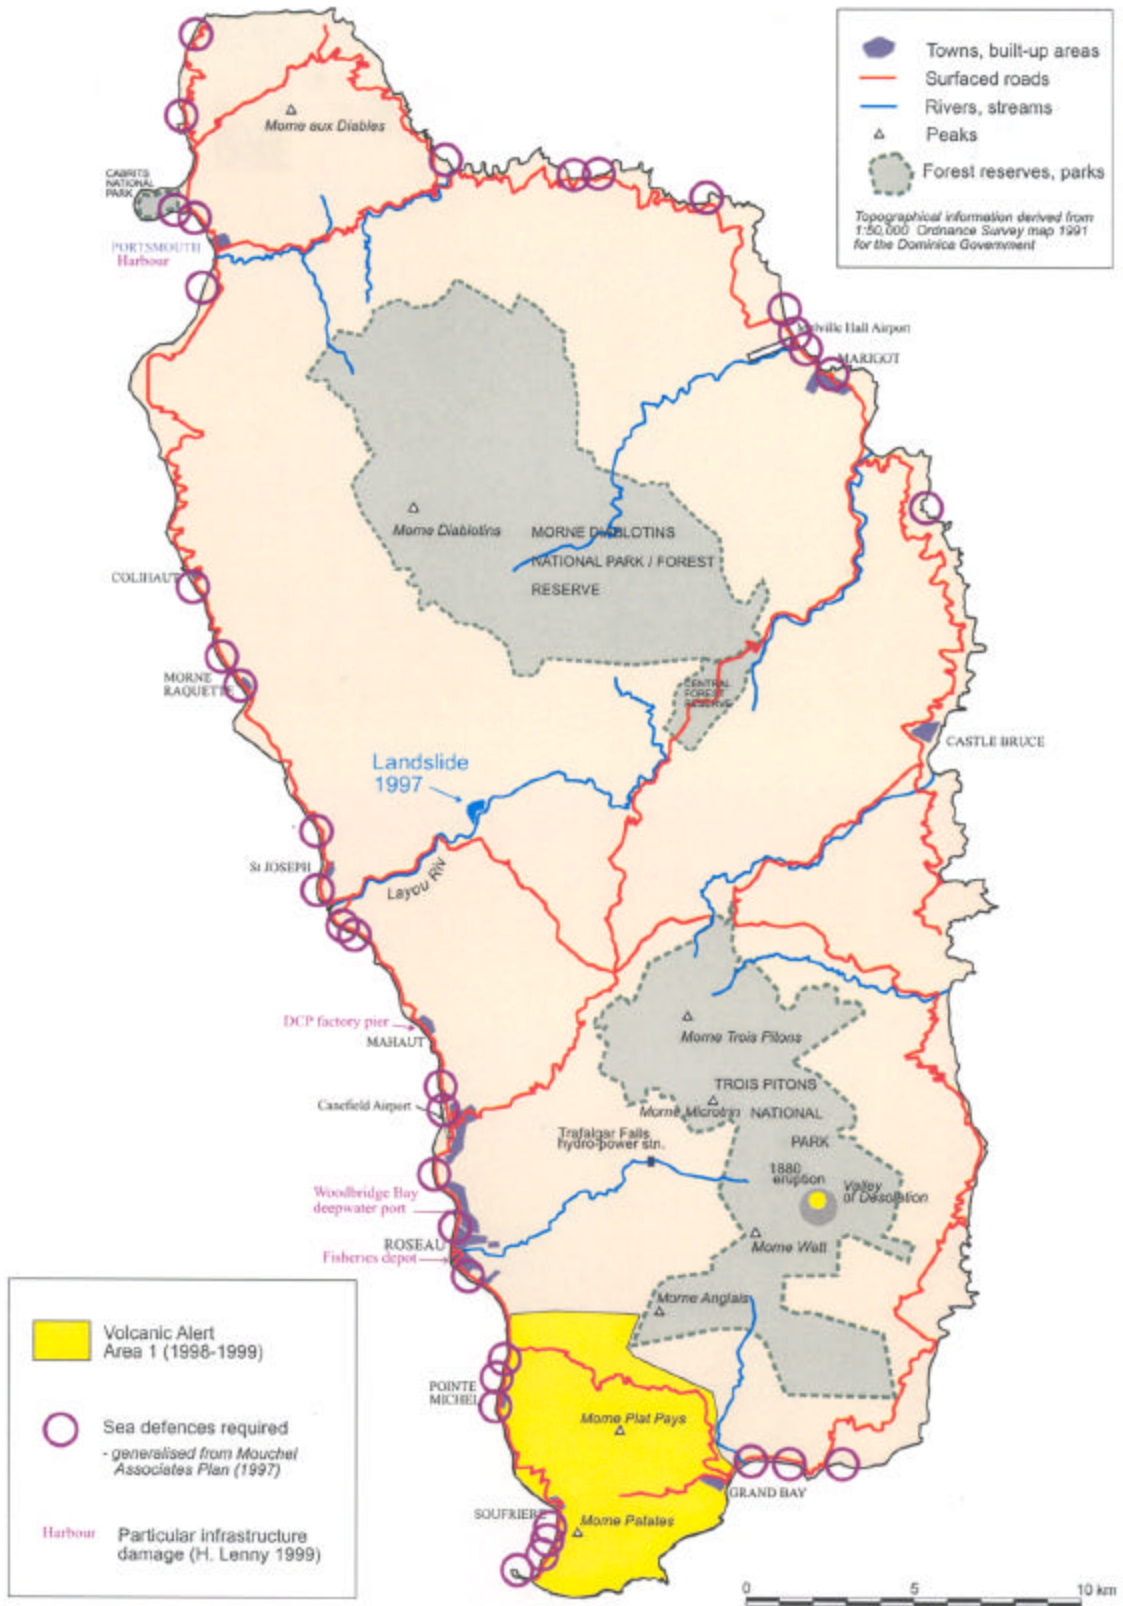 Towns, built-up areas
Surfaced roads
Rivers, streams
Peaks
Forest reserves, parks
Topographical information derived from
1:50,000 Ordnance Survey map 1991
for the Dominica Government
Morne aux Diables
CABRITS
NATIONAL
PARK
PORTSMOUTH
Harbour
Melville Hall Airport
MARIGOT
Morne Diablotins
MORNE DIABLOTINS
NATIONAL PARK / FOREST
RESERVE
COLIHAUT
MORNE
RAQUETTE
CENTRAL
FOREST
RESERVE
CASTLE BRUCE
Landslide
1997
St JOSEPH
Layou Riv
DCP factory pier
MAHAUT
Morne Trois Pitons
TROIS PITONS
NATIONAL
PARK
Morne Microtrin
Canefield Airport
Trafalgar Falls
hydro-power stn.
1880
eruption
Valley
of Desolation
Woodbridge Bay
deepwater port
ROSEAU
Fisheries depot
Morne Watt
Morne Anglais
POINTE
MICHEL
Morne Plat Pays
GRAND BAY
SOUFRIERE
Morne Patates
Volcanic Alert
Area 1 (1998-1999)
Sea defences required
- generalised from Mouchel
Associates Plan (1997)
Harbour
Particular infrastructure
damage (H. Lenny 1999)
0
5
10 km